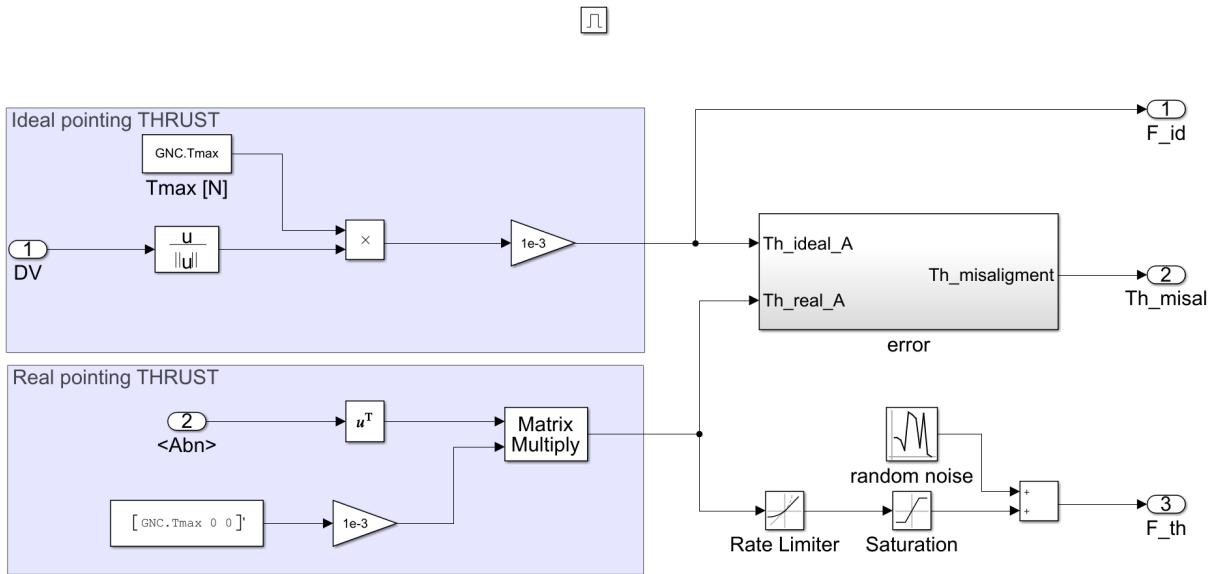 Ideal pointing THRUST
GNC.Tmax
Tmax [N]
1
DV
u
||u||
×
1e-3
1
F_id
Th_ideal_A
Th_misaligment
Th_real_A
error
2
Th_misal
Real pointing THRUST
2
<Abn>
uᵀ
Matrix
Multiply
[GNC.Tmax 0 0]'
1e-3
random noise
Rate Limiter
Saturation
+
+
3
F_th